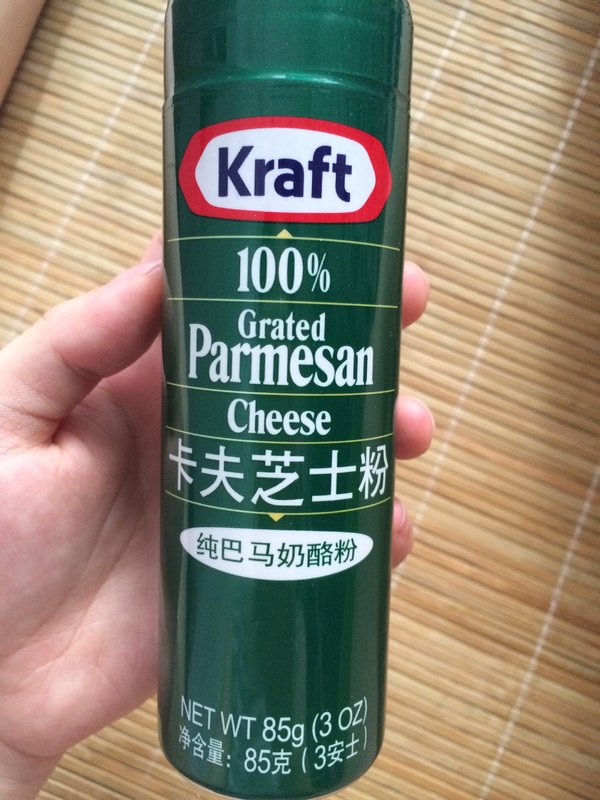 Kraft
100%
Grated
Parmesan
Cheese
卡夫芝士粉
纯巴马奶酪粉
NET WT 85g (3 OZ)
净含量：85克（3安士）